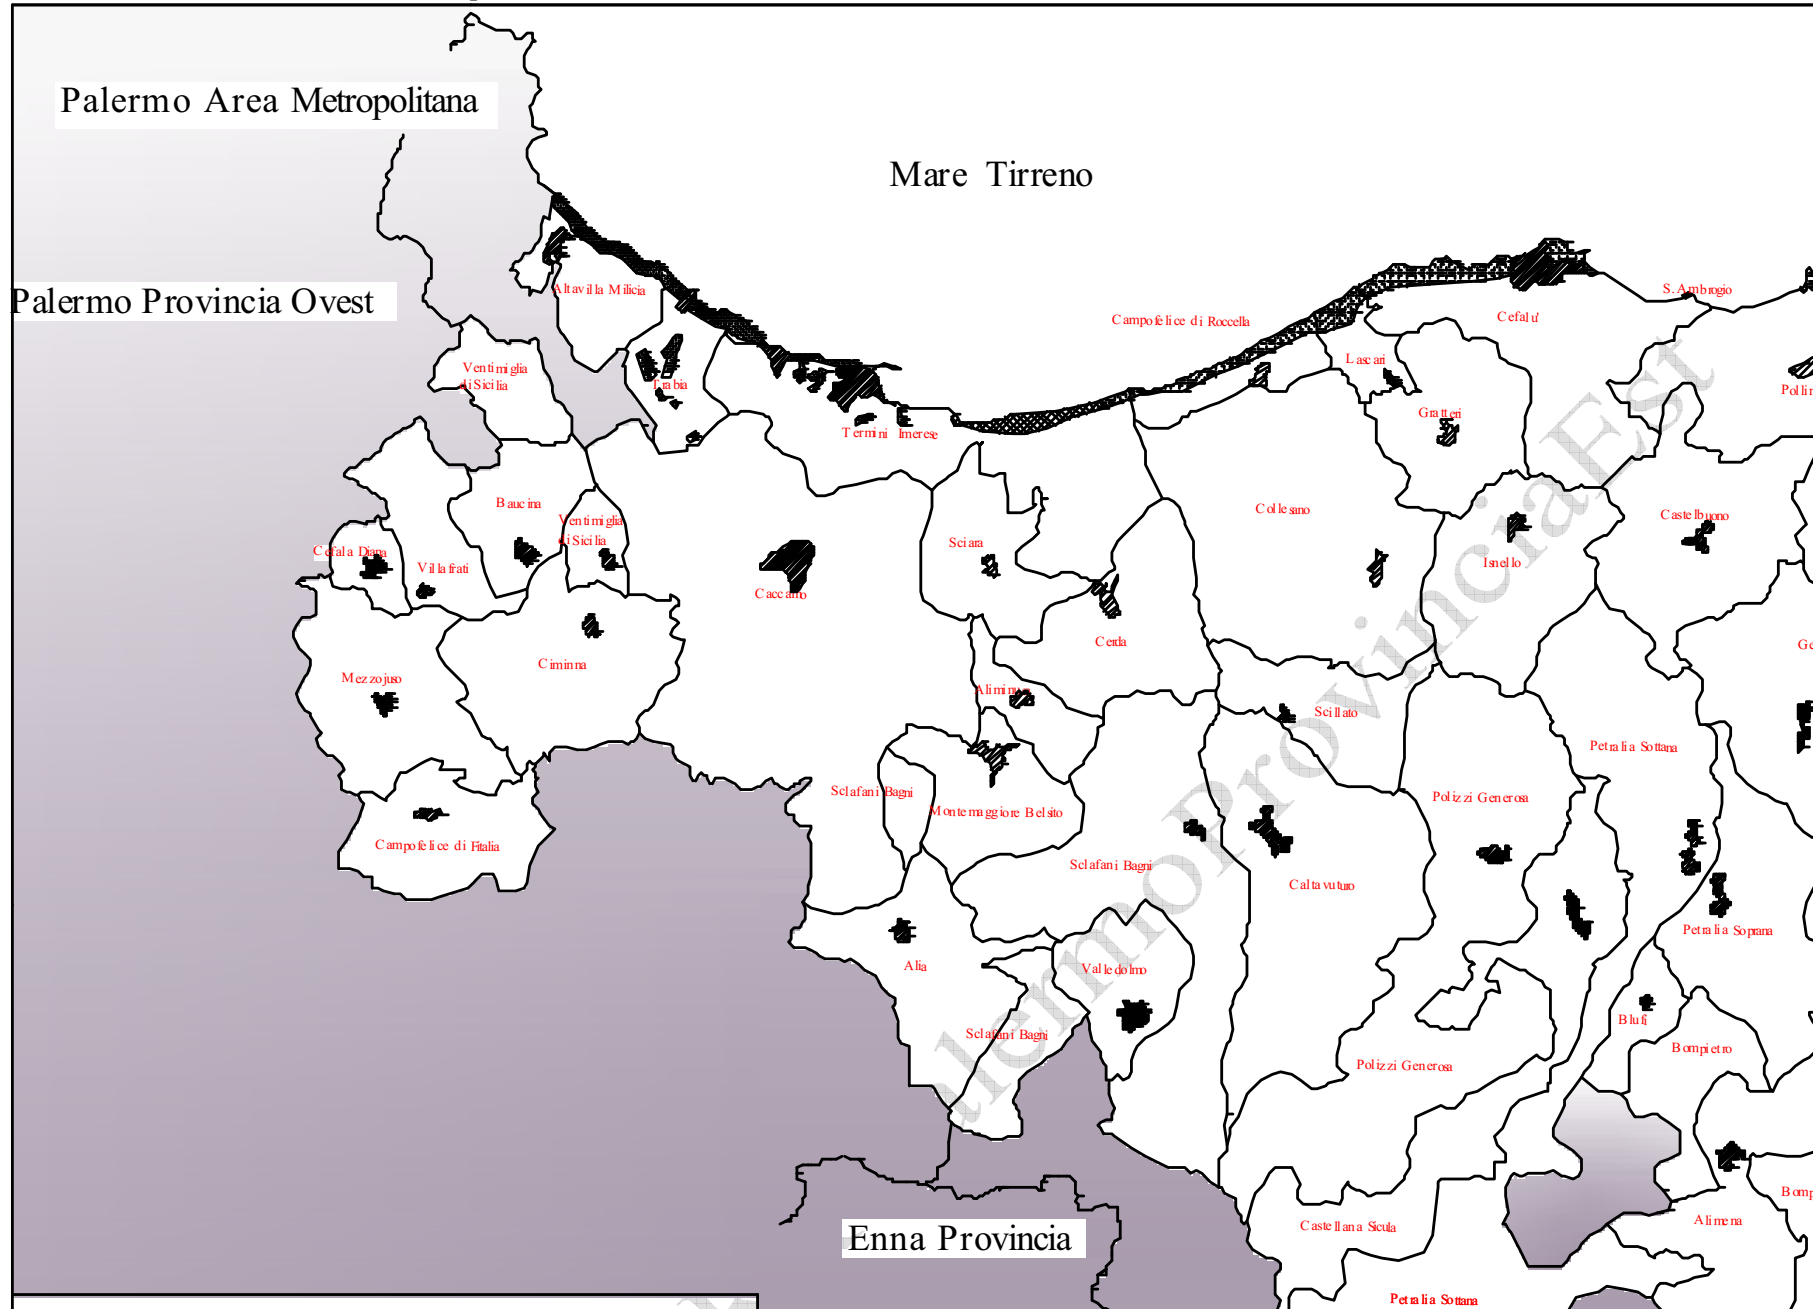 Palermo Area Metropolitana
Mare Tirreno
Palermo Provincia Ovest
Altavilla Milicia
S. Ambrogio
Campofelice di Roccella
Cefalu'
Lascari
Ventimiglia
di Sicilia
Trabia
Gratteri
Termini Imerese
Baucina
Collesano
Castelbuono
Ventimiglia
di Sicilia
Sciara
Cefala Diana
Villafrati
Isnello
Caccamo
Cerda
Ciminna
Mezzojuso
Aliminusa
Scillato
Petralia Sottana
Sclafani Bagni
Montemaggiore Belsito
Polizzi Generosa
Campofelice di Fitalia
Sclafani Bagni
Caltavuturo
Petralia Soprana
Alia
Valledolmo
Blufi
Sclafani Bagni
Bompietro
Polizzi Generosa
Enna Provincia
Castellana Sicula
Alimena
Petralia Sottana
alermoProvinciaEst